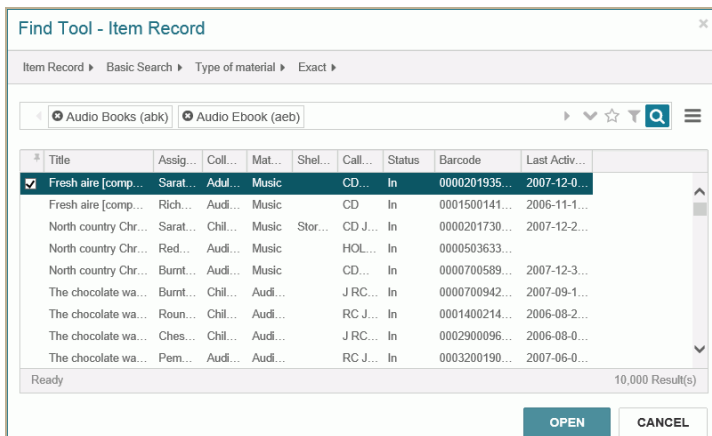 Find Tool - Item Record
Item Record Basic Search Type of material Exact
Audio Books (abk) Audio Ebook (aeb)
Title Assig... Coll... Mat... Shel... Call... Status Barcode Last Activ...
Fresh aire [comp... Sarat... Adul... Music CD... In 0000201935... 2007-12-0...
Fresh aire [comp... Rich... Audi... Music CD In 0001500141... 2006-11-1...
North country Chr... Sarat... Chil... Music Stor... CD J... In 0000201730... 2007-12-2...
North country Chr... Red... Audi... Music HOL... In 0000503633...
North country Chr... Burnt... Audi... Music CD... In 0000700589... 2007-12-3...
The chocolate wa... Burnt... Chil... Audi... J RC... In 0000700942... 2007-09-1...
The chocolate wa... Roun... Chil... Audi... RC J... In 0001400214... 2006-08-2...
The chocolate wa... Ches... Chil... Audi... J RC... In 0002900096... 2006-08-0...
The chocolate wa... Pem... Audi... Audi... RC J... In 0003200190... 2007-06-0...
Ready 10,000 Result(s)
OPEN CANCEL